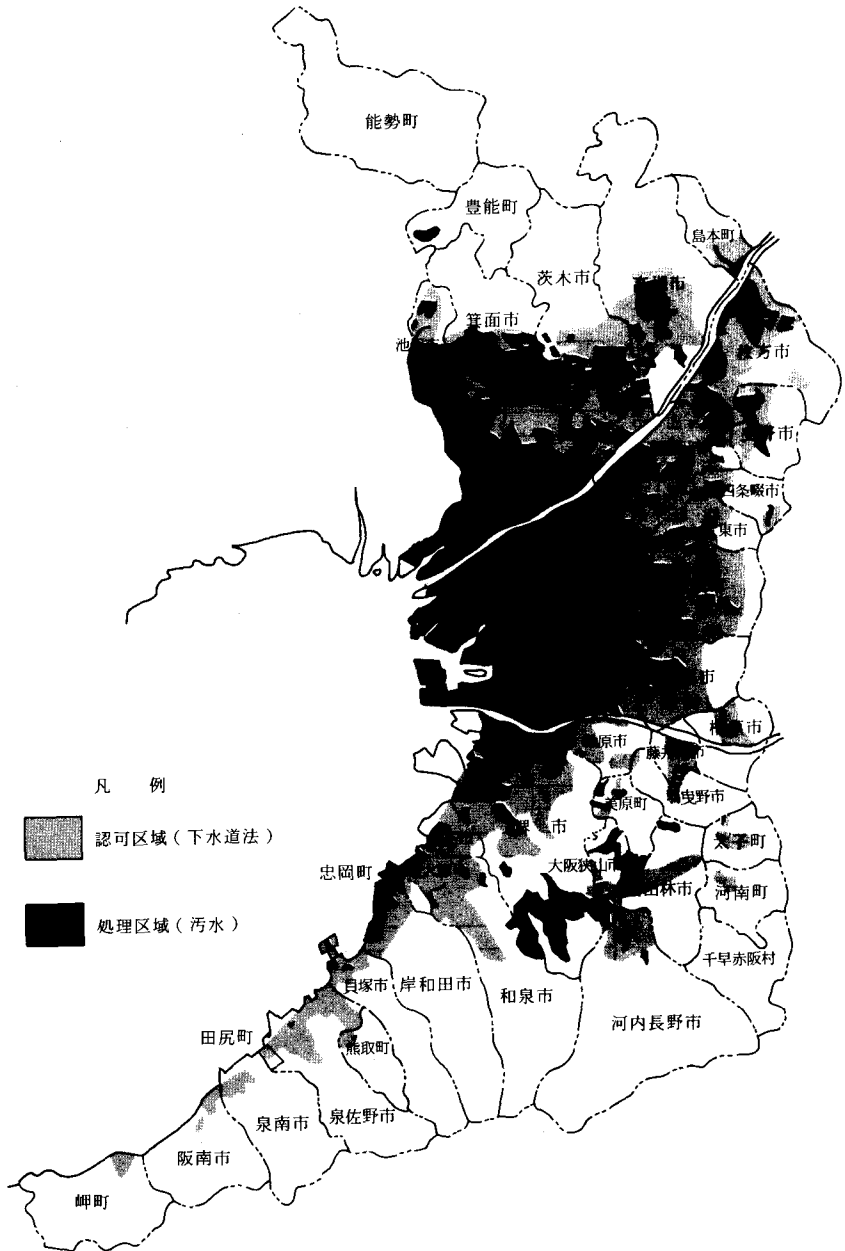 能勢町
豊能町
島本町
茨木市
箕面市
池
市
市
四条畷市
東市
市
市
原市
藤井
市
凡　例
美原町
曳野市
認可区域（下水道法）
市
忠岡町
大阪狭山市
林市
河南町
処理区域（汚水）
千早赤阪村
貝塚市
岸和田市
和泉市
河内長野市
田尻町
熊取町
泉南市
泉佐野市
阪南市
岬町